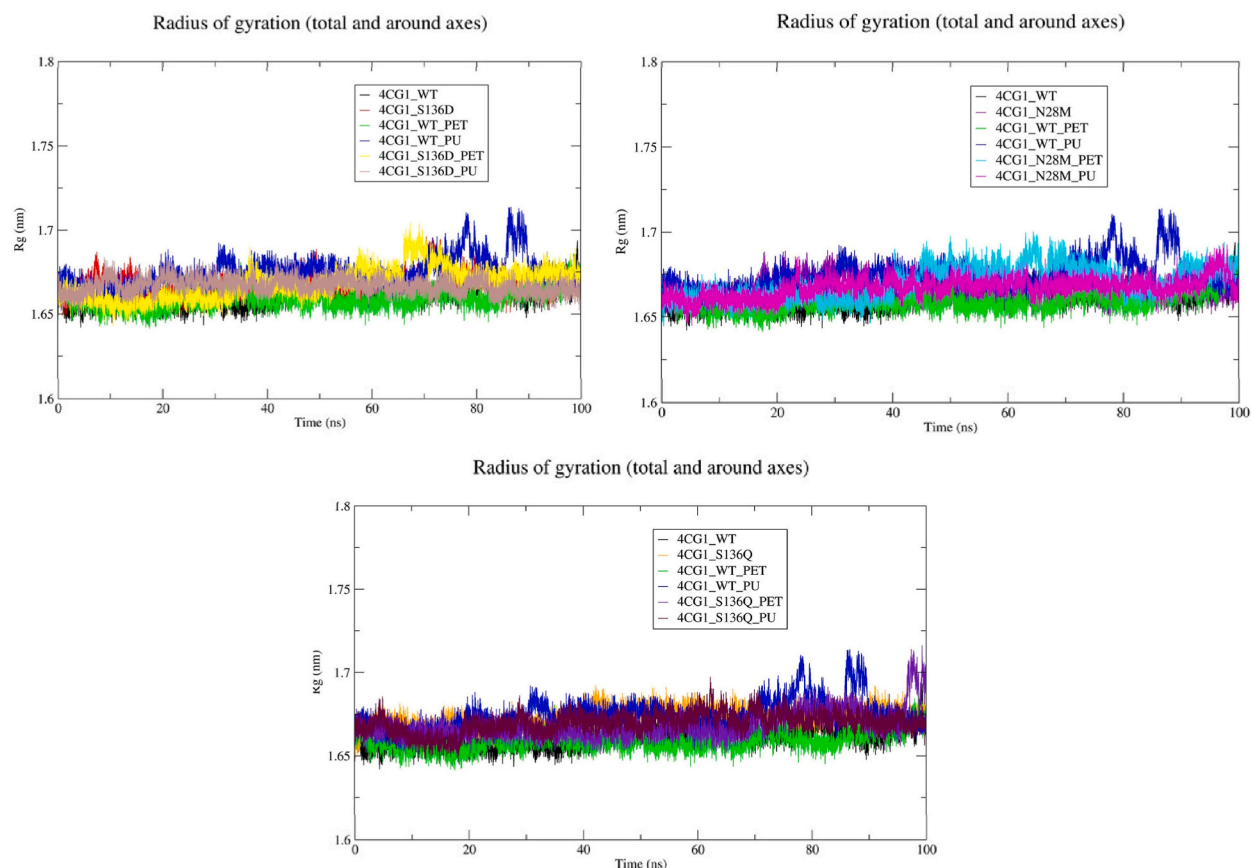 Radius of gyration (total and around axes)
1.8
1.75
1.7
1.65
1.6
Rg (nm)
4CG1_WT
4CG1_S136D
4CG1_WT_PET
4CG1_WT_PU
4CG1_S136D_PET
4CG1_S136D_PU
0 20 40 60 80 100
Time (ns)
Radius of gyration (total and around axes)
1.8
1.75
1.7
1.65
1.6
Rg (nm)
4CG1_WT
4CG1_N28M
4CG1_WT_PET
4CG1_WT_PU
4CG1_N28M_PET
4CG1_N28M_PU
0 20 40 60 80 100
Time (ns)
Radius of gyration (total and around axes)
1.8
1.75
1.7
1.65
1.6
Rg (nm)
4CG1_WT
4CG1_S136Q
4CG1_WT_PET
4CG1_WT_PU
4CG1_S136Q_PET
4CG1_S136Q_PU
0 20 40 60 80 100
Time (ns)